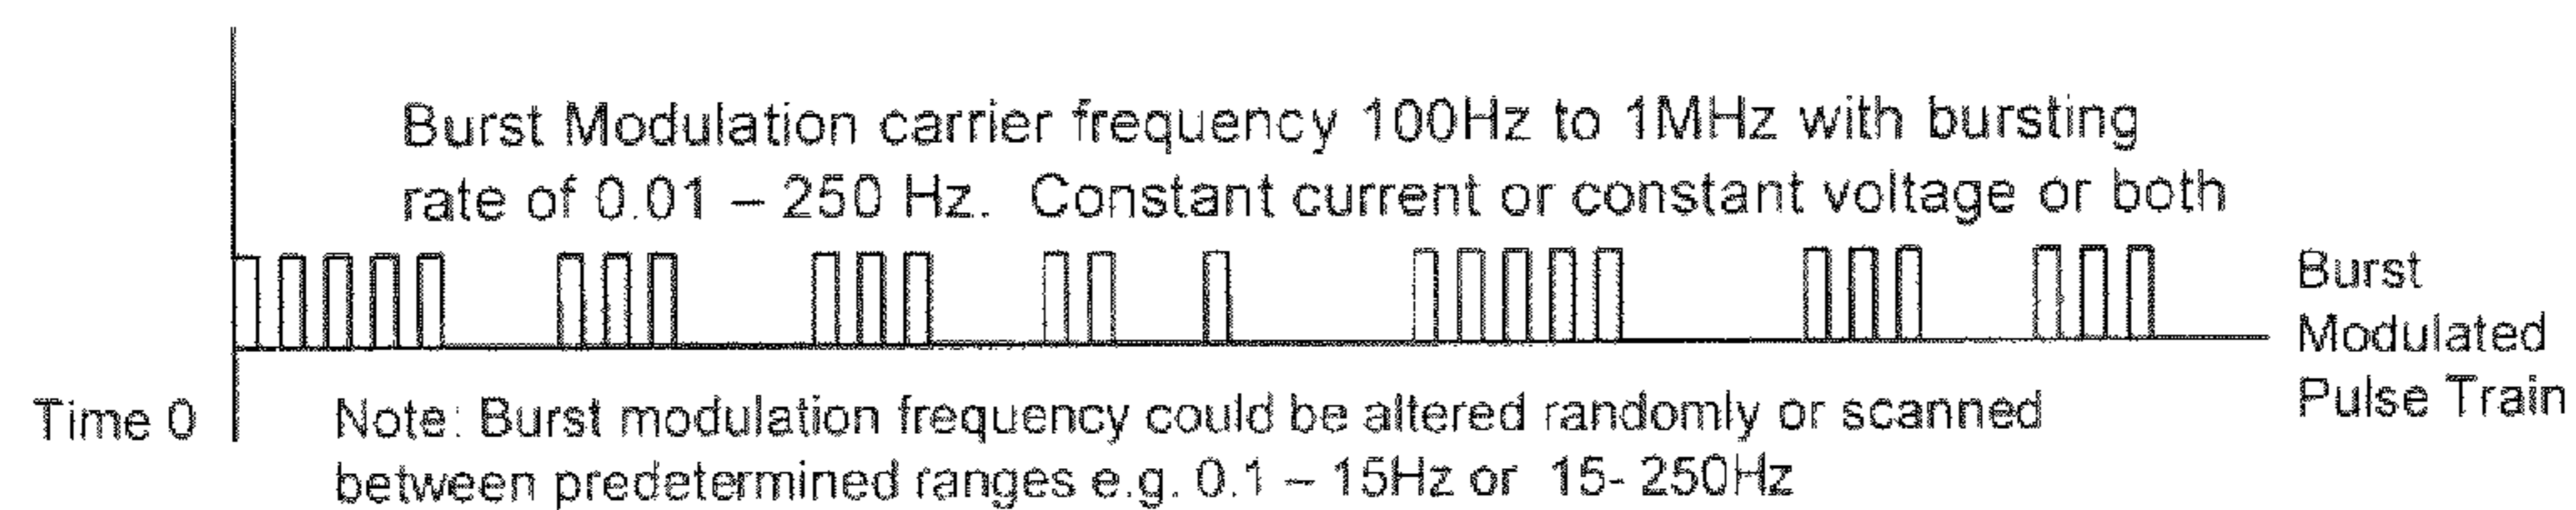 Burst Modulation carrier frequency 100Hz to 1MHz with bursting
rate of 0.01 – 250 Hz. Constant current or constant voltage or both
Burst
Modulated
Pulse Train
Time 0
Note: Burst modulation frequency could be altered randomly or scanned
between predetermined ranges e.g. 0.1 – 15Hz or 15- 250Hz